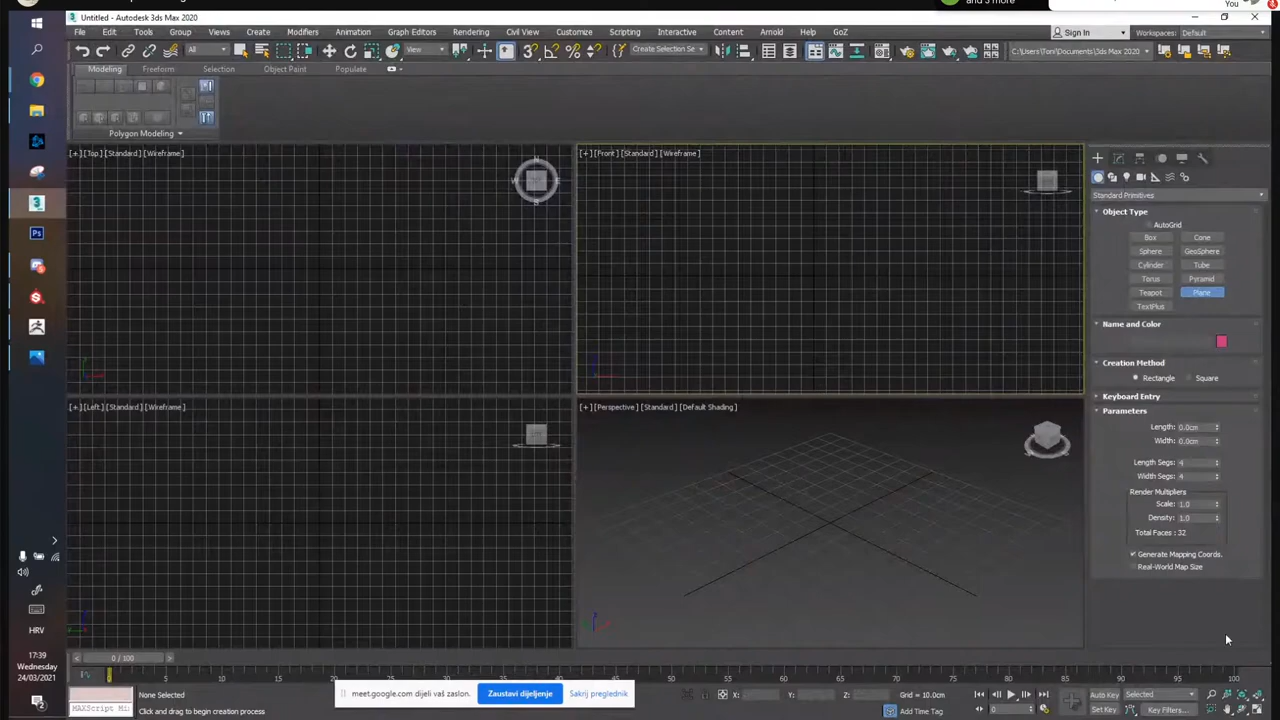 and 3 more
You
Untitled - Autodesk 3ds Max 2020
File Edit Tools Group Views Create Modifiers Animation Graph Editors Rendering Civil View Customize Scripting Interactive Content Arnold Help GoZ
Sign In Workspaces: Default
All View Create Selection Se C:\Users\Toni\Documents\3ds Max 2020
Modeling Freeform Selection Object Paint Populate
Polygon Modeling
[+] [Top] [Standard] [Wireframe]
[+] [Front] [Standard] [Wireframe]
Standard Primitives
Object Type
AutoGrid
Box Cone
Sphere GeoSphere
Cylinder Tube
Torus Pyramid
Teapot Plane
TextPlus
Name and Color
Creation Method
Rectangle Square
Keyboard Entry
Parameters
[+] [Left] [Standard] [Wireframe]
[+] [Perspective] [Standard] [Default Shading]
Length: 0.0cm
Width: 0.0cm
Length Segs: 4
Width Segs: 4
Render Multipliers
Scale: 1.0
Density: 1.0
Total Faces : 32
Generate Mapping Coords.
Real-World Map Size
HRV
17:39
Wednesday
24/03/2021
0 / 100
None Selected
MAXScript Mi
Click and drag to begin creation process
meet.google.com dijeli vaš zaslon. Zaustavi dijeljenje Sakrij preglednik
X: Y: Z: Grid = 10.0cm
Add Time Tag
Auto Key Selected
Set Key Key Filters...